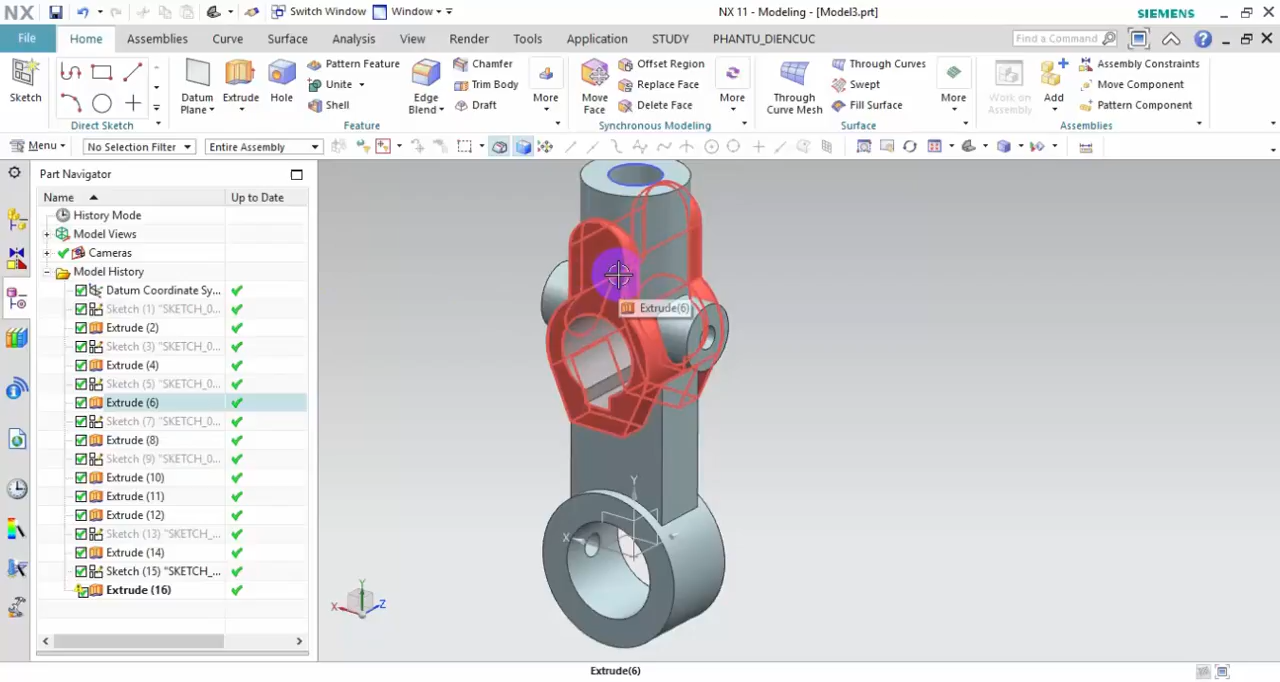 NX Switch Window Window NX 11 - Modeling - [Model3.prt] SIEMENS
File Home Assemblies Curve Surface Analysis View Render Tools Application STUDY PHANTU_DIENCUC Find a Command
Sketch
Direct Sketch
Datum Plane
Extrude
Hole
Pattern Feature
Unite
Shell
Edge Blend
Chamfer
Trim Body
Draft
More
Feature
Move Face
Offset Region
Replace Face
Delete Face
More
Synchronous Modeling
Through Curve Mesh
Through Curves
Swept
Fill Surface
More
Surface
Work on Assembly
Add
Assembly Constraints
Move Component
Pattern Component
Assemblies
Menu No Selection Filter Entire Assembly
Part Navigator
Name Up to Date
History Mode
Model Views
Cameras
Model History
Datum Coordinate Sy...
Sketch (1) "SKETCH_0...
Extrude (2)
Sketch (3) "SKETCH_0...
Extrude (4)
Sketch (5) "SKETCH_0...
Extrude (6)
Sketch (7) "SKETCH_0...
Extrude (8)
Sketch (9) "SKETCH_0...
Extrude (10)
Extrude (11)
Extrude (12)
Sketch (13) "SKETCH_...
Extrude (14)
Sketch (15) "SKETCH_...
Extrude (16)
Extrude(6)
Y
X
Y
X
Z
Extrude(6)